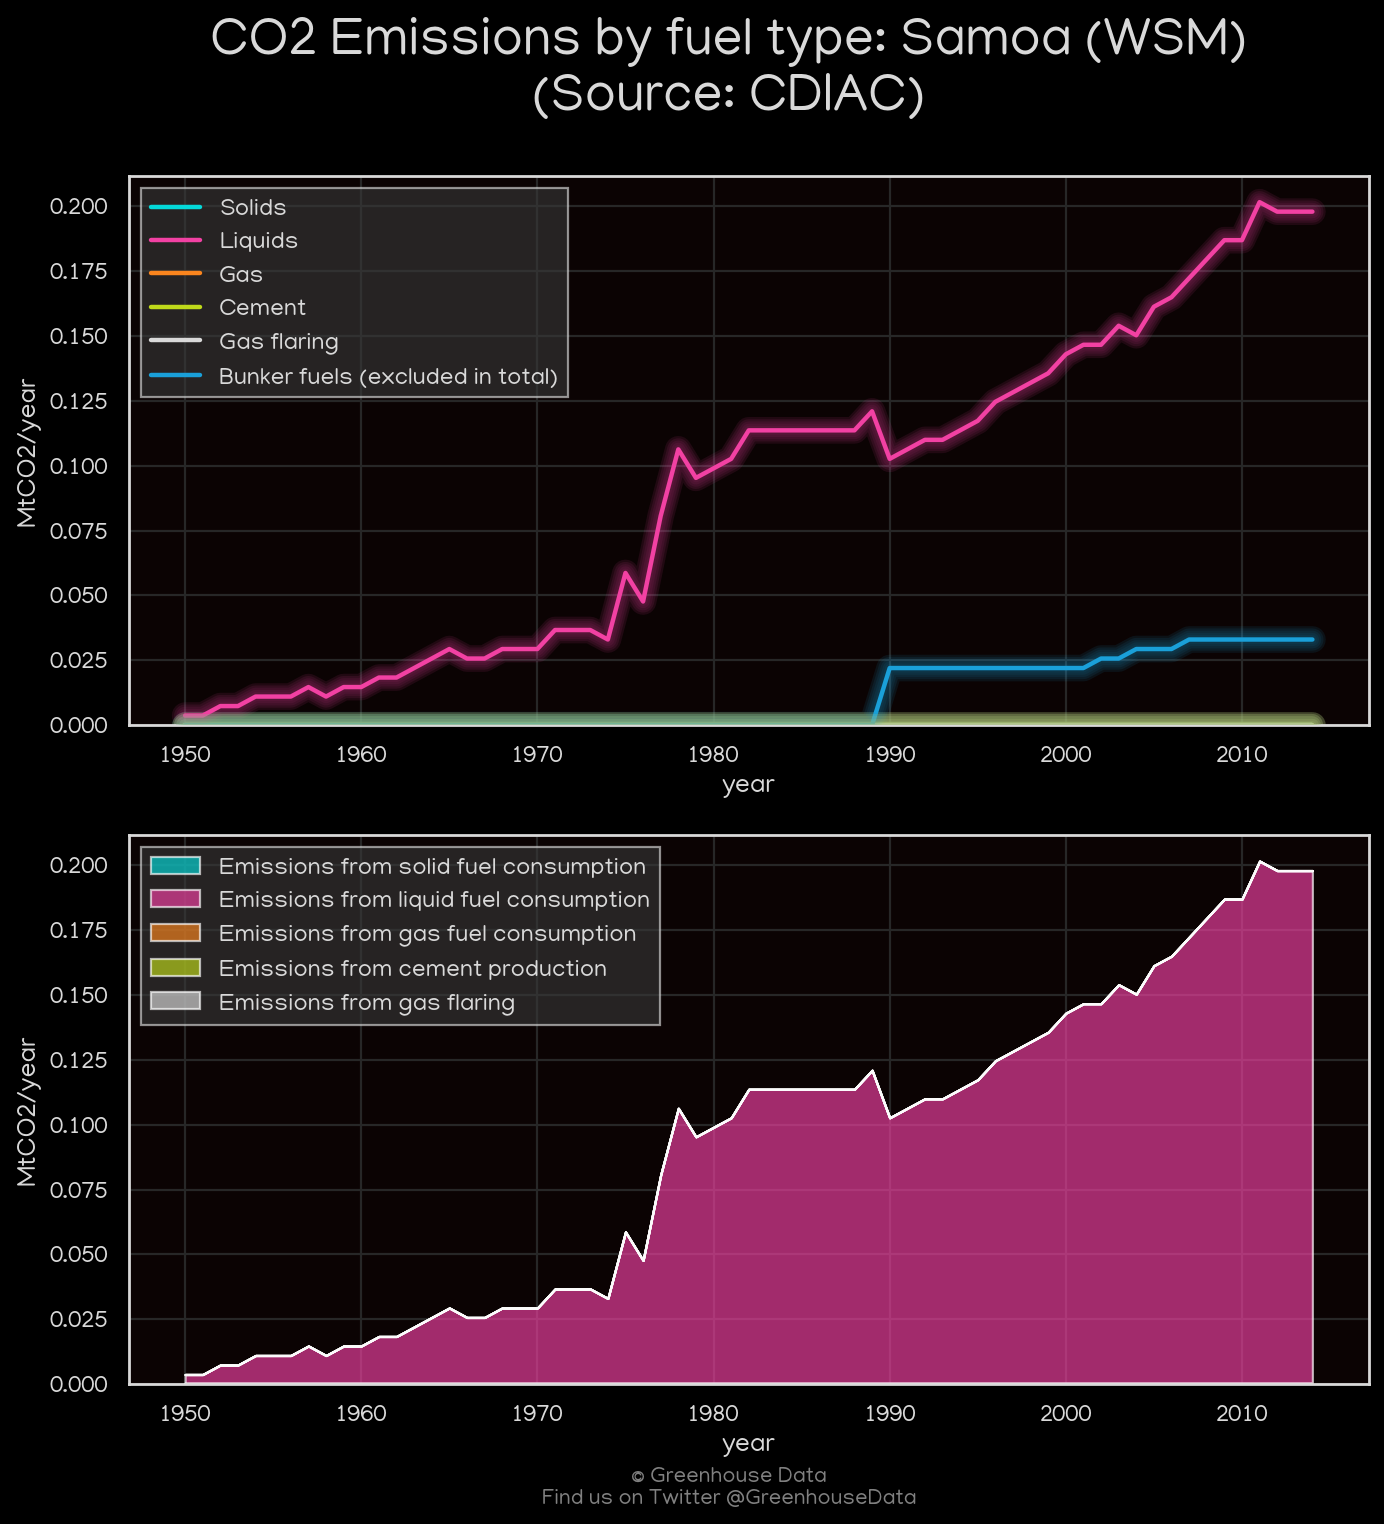 CO2 Emissions by fuel type: Samoa (WSM)
(Source: CDIAC)
Solids
Liquids
Gas
Cement
Gas flaring
Bunker fuels (excluded in total)
MtCO2/year
0.200
0.175
0.150
0.125
0.100
0.075
0.050
0.025
0.000
1950 1960 1970 1980 1990 2000 2010
year
Emissions from solid fuel consumption
Emissions from liquid fuel consumption
Emissions from gas fuel consumption
Emissions from cement production
Emissions from gas flaring
MtCO2/year
0.200
0.175
0.150
0.125
0.100
0.075
0.050
0.025
0.000
1950 1960 1970 1980 1990 2000 2010
year
© Greenhouse Data
Find us on Twitter @GreenhouseData